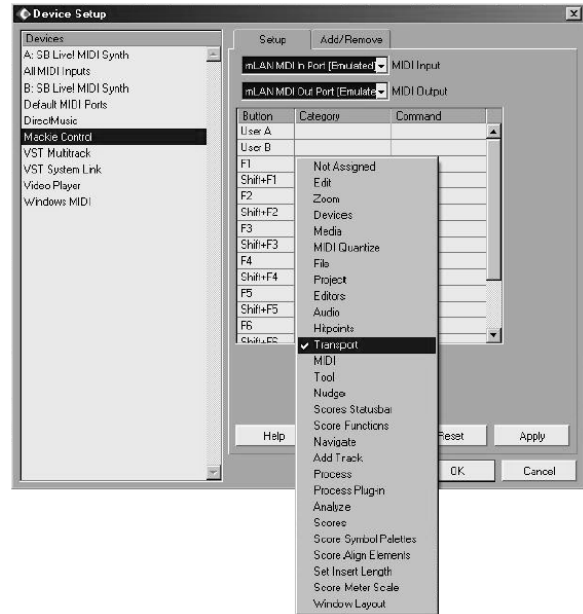 Device Setup
Devices
A: SB Live! MIDI Synth
All MIDI Inputs
B: SB Live! MIDI Synth
Default MIDI Ports
DirectMusic
Mackie Control
VST Multitrack
VST System Link
Video Player
Windows MIDI
Setup
Add/Remove
mLAN MDI In Port [Emulated]
MIDI Input
mLAN MDI Out Port [Emulate
MIDI Output
Button Category Command
User A
User B
F1
Shift+F1
F2
Shift+F2
F3
Shift+F3
F4
Shift+F4
F5
Shift+F5
F6
Shift+F6
Not Assigned
Edit
Zoom
Devices
Media
MIDI Quantize
File
Project
Editors
Audio
Hitpoints
Transport
MIDI
Tool
Nudge
Scores Statusbar
Score Functions
Navigate
Add Track
Process
Process Plug-in
Analyze
Scores
Score Symbol Palettes
Score Align Elements
Set Insert Length
Score Meter Scale
Window Layout
Help
Reset
Apply
OK
Cancel